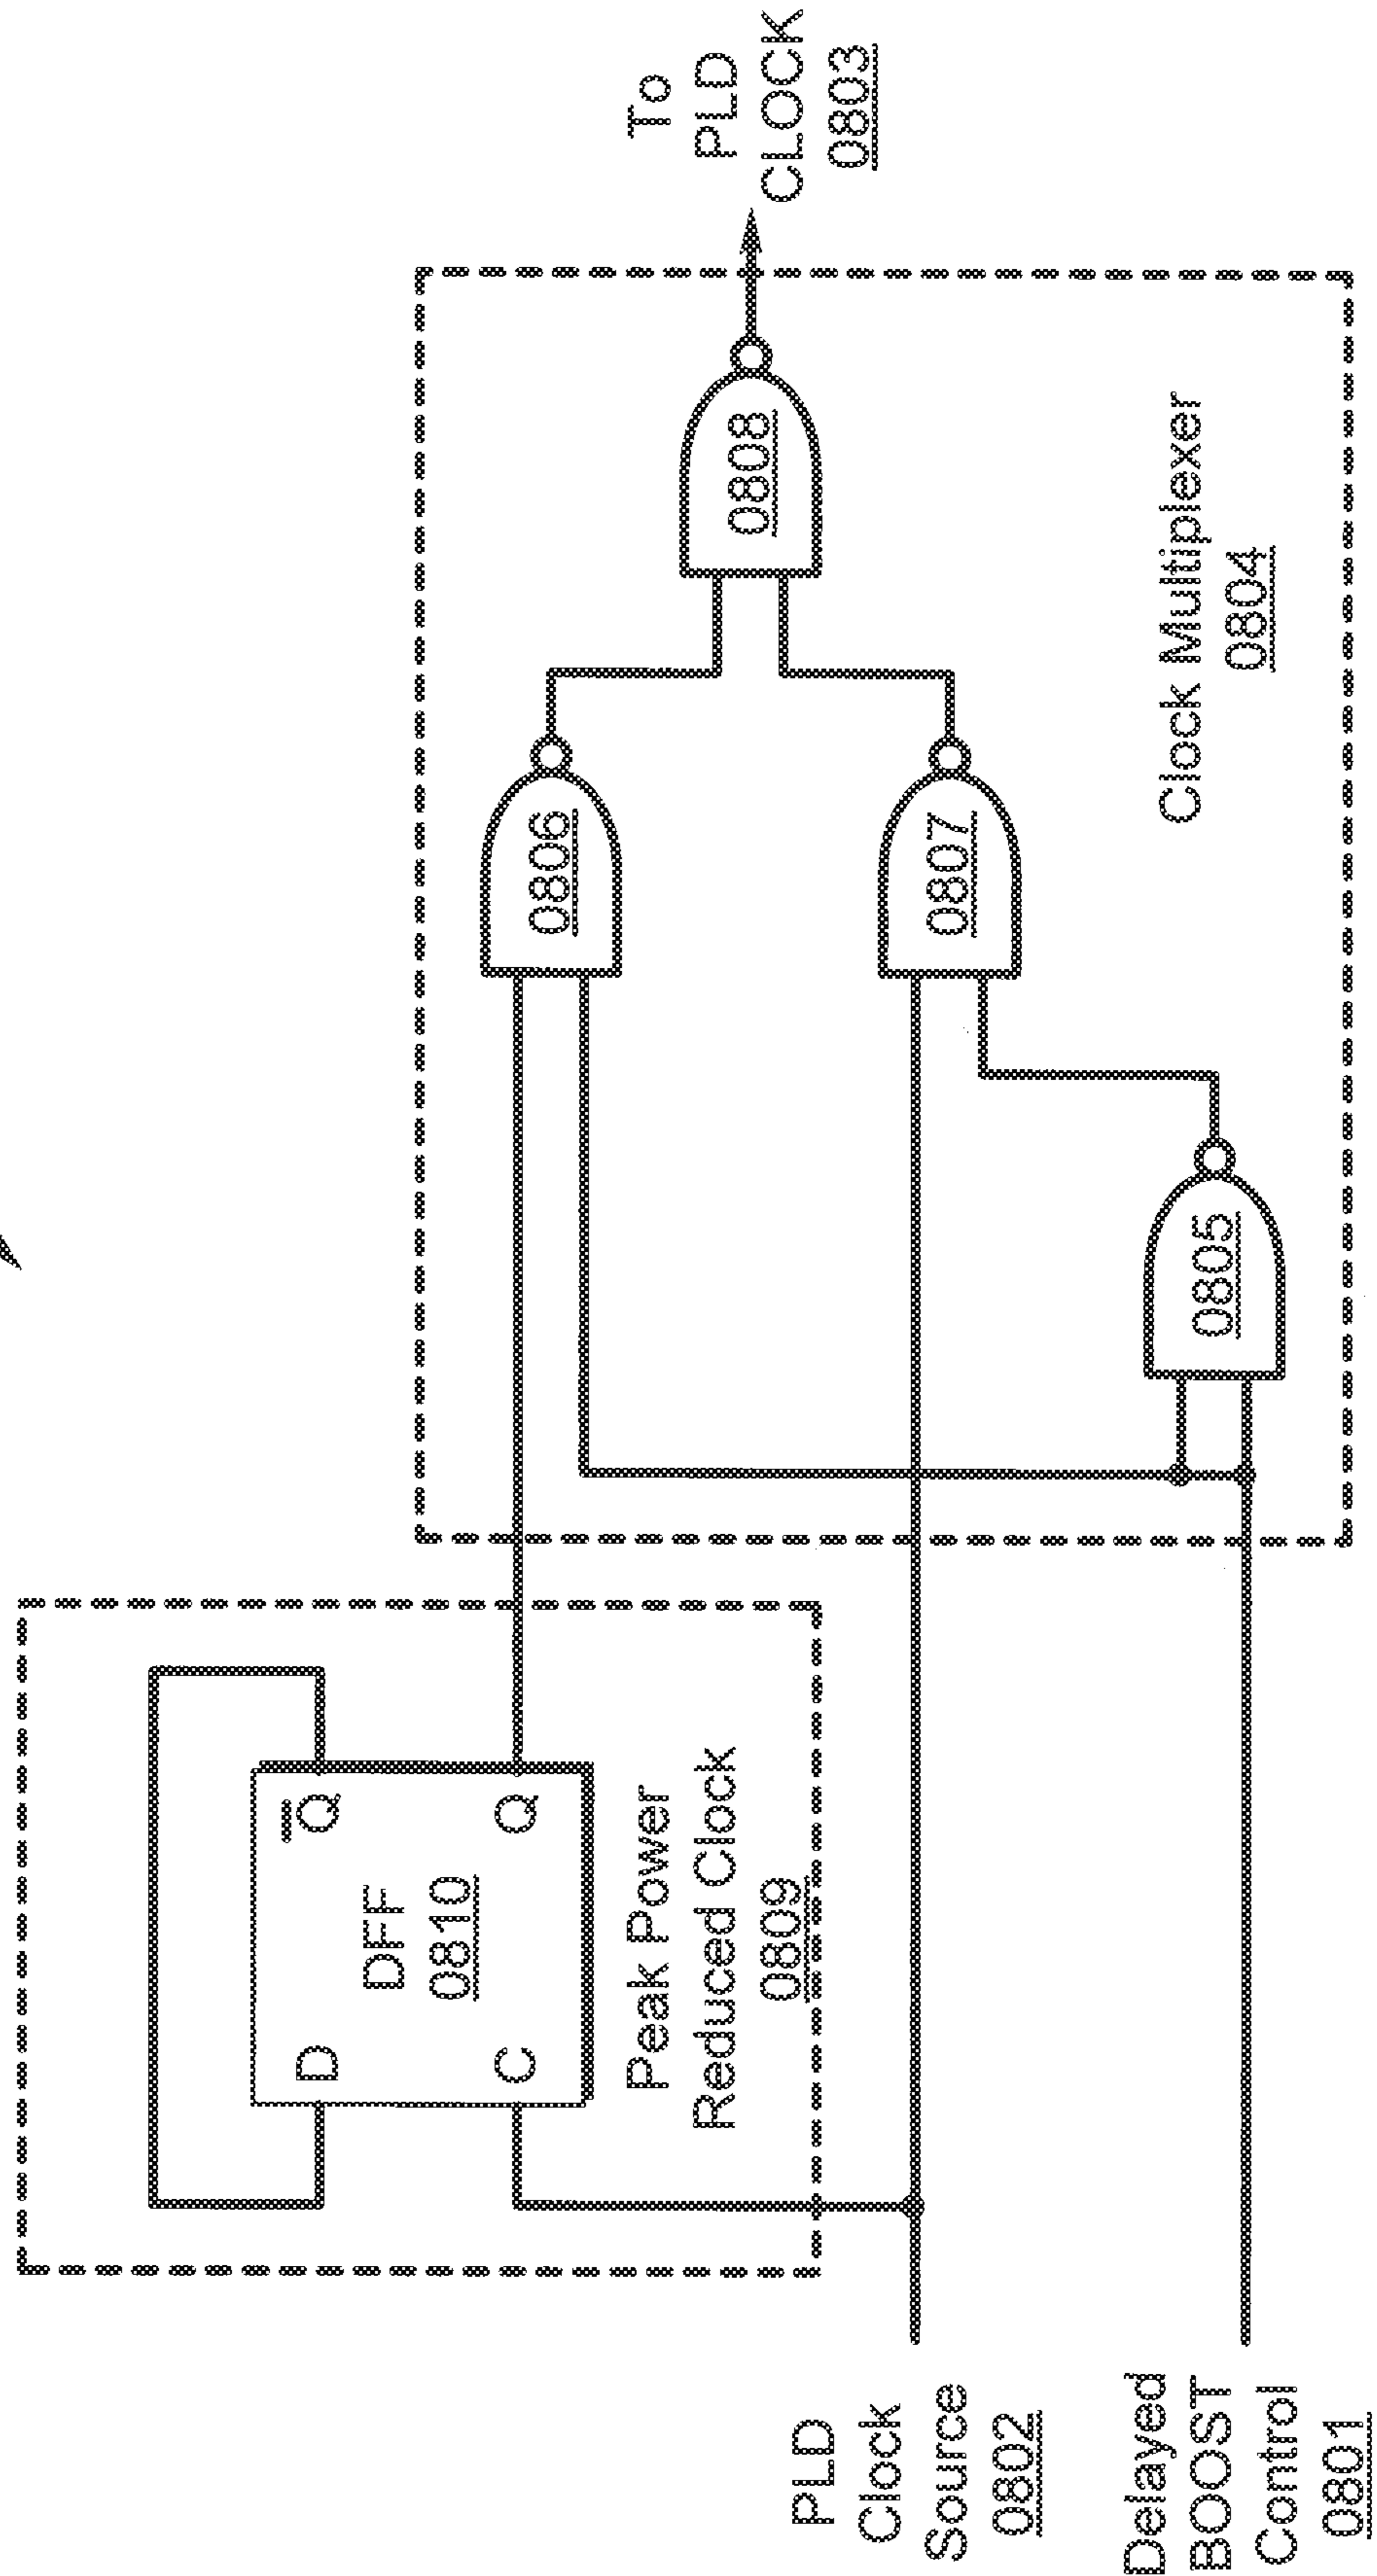 D
Q
DFF
0810
C
Q
Peak Power
Reduced Clock
0809
PLD
Clock
Source
0802
Delayed
BOOST
Control
0801
0806
0807
0805
0808
Clock Multiplexer
0804
To
PLD
CLOCK
0803